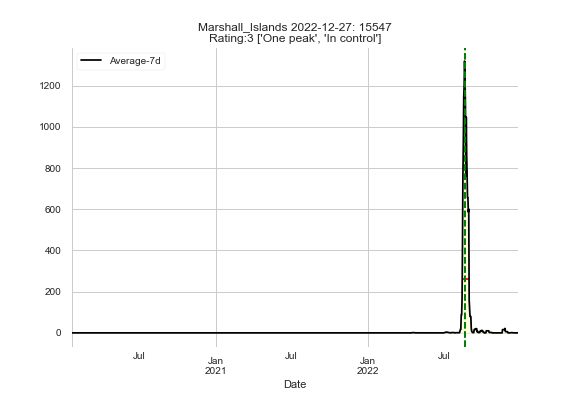 Marshall_Islands 2022-12-27: 15547
Rating:3 ['One peak', 'In control']
Average-7d
1200
1000
800
600
400
200
0
Jul
Jan
2021
Jul
Jan
2022
Jul
Date